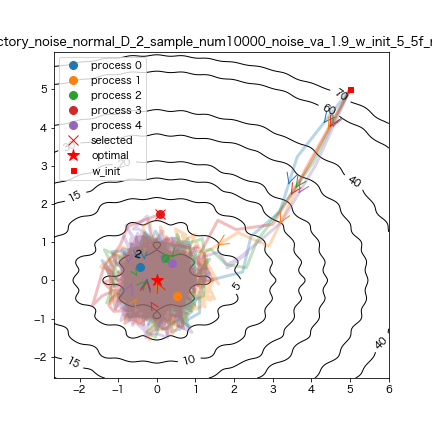 ctory_noise_normal_D_2_sample_num10000_noise_va_1.9_w_init_5_5f_r
process 0
process 1
process 2
process 3
process 4
selected
optimal
w_init
70
60
40
15
5
2
10
15
40
5
4
3
2
1
0
−1
−2
−2
−1
0
1
2
3
4
5
6